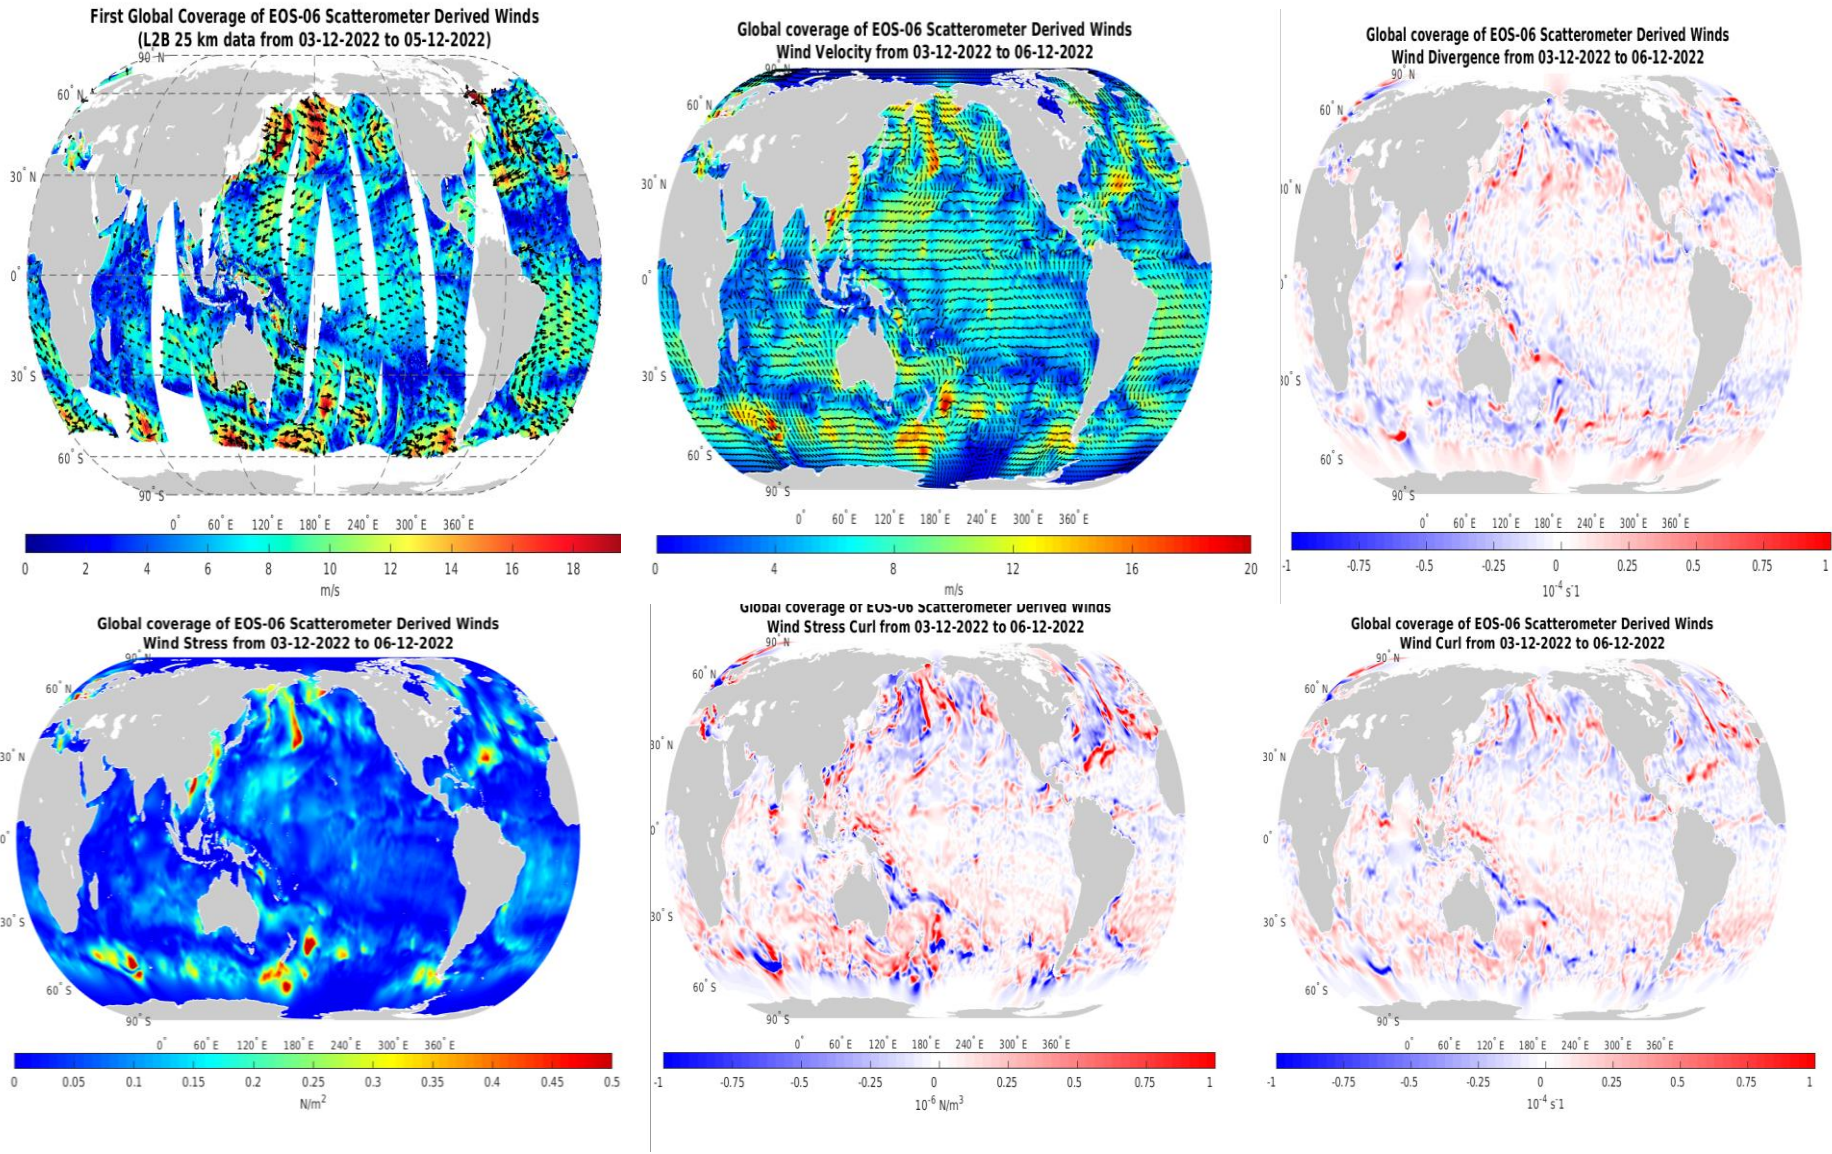 First Global Coverage of EOS-06 Scatterometer Derived Winds
(L2B 25 km data from 03-12-2022 to 05-12-2022)
90° N
60° N
30° N
0°
30° S
60° S
90° S
0° 60° E 120° E 180° E 240° E 300° E 360° E
0 2 4 6 8 10 12 14 16 18
m/s
Global coverage of EOS-06 Scatterometer Derived Winds
Wind Velocity from 03-12-2022 to 06-12-2022
90° N
60° N
30° N
0°
30° S
60° S
90° S
0° 60° E 120° E 180° E 240° E 300° E 360° E
0 4 8 12 16 20
m/s
Global coverage of EOS-06 Scatterometer Derived Winds
Wind Divergence from 03-12-2022 to 06-12-2022
90° N
60° N
30° N
0°
30° S
60° S
90° S
0° 60° E 120° E 180° E 240° E 300° E 360° E
-1 -0.75 -0.5 -0.25 0 0.25 0.5 0.75 1
10⁻⁴ s⁻1
Global coverage of EOS-06 Scatterometer Derived Winds
Wind Stress from 03-12-2022 to 06-12-2022
90° N
60° N
30° N
0°
30° S
60° S
90° S
0° 60° E 120° E 180° E 240° E 300° E 360° E
0 0.05 0.1 0.15 0.2 0.25 0.3 0.35 0.4 0.45 0.5
N/m²
Global coverage of EOS-06 Scatterometer Derived Winds
Wind Stress Curl from 03-12-2022 to 06-12-2022
90° N
60° N
30° N
0°
30° S
60° S
90° S
0° 60° E 120° E 180° E 240° E 300° E 360° E
-1 -0.75 -0.5 -0.25 0 0.25 0.5 0.75 1
10⁻⁶ N/m³
Global coverage of EOS-06 Scatterometer Derived Winds
Wind Curl from 03-12-2022 to 06-12-2022
90° N
60° N
30° N
0°
30° S
60° S
90° S
0° 60° E 120° E 180° E 240° E 300° E 360° E
-1 -0.75 -0.5 -0.25 0 0.25 0.5 0.75 1
10⁻⁴ s⁻1